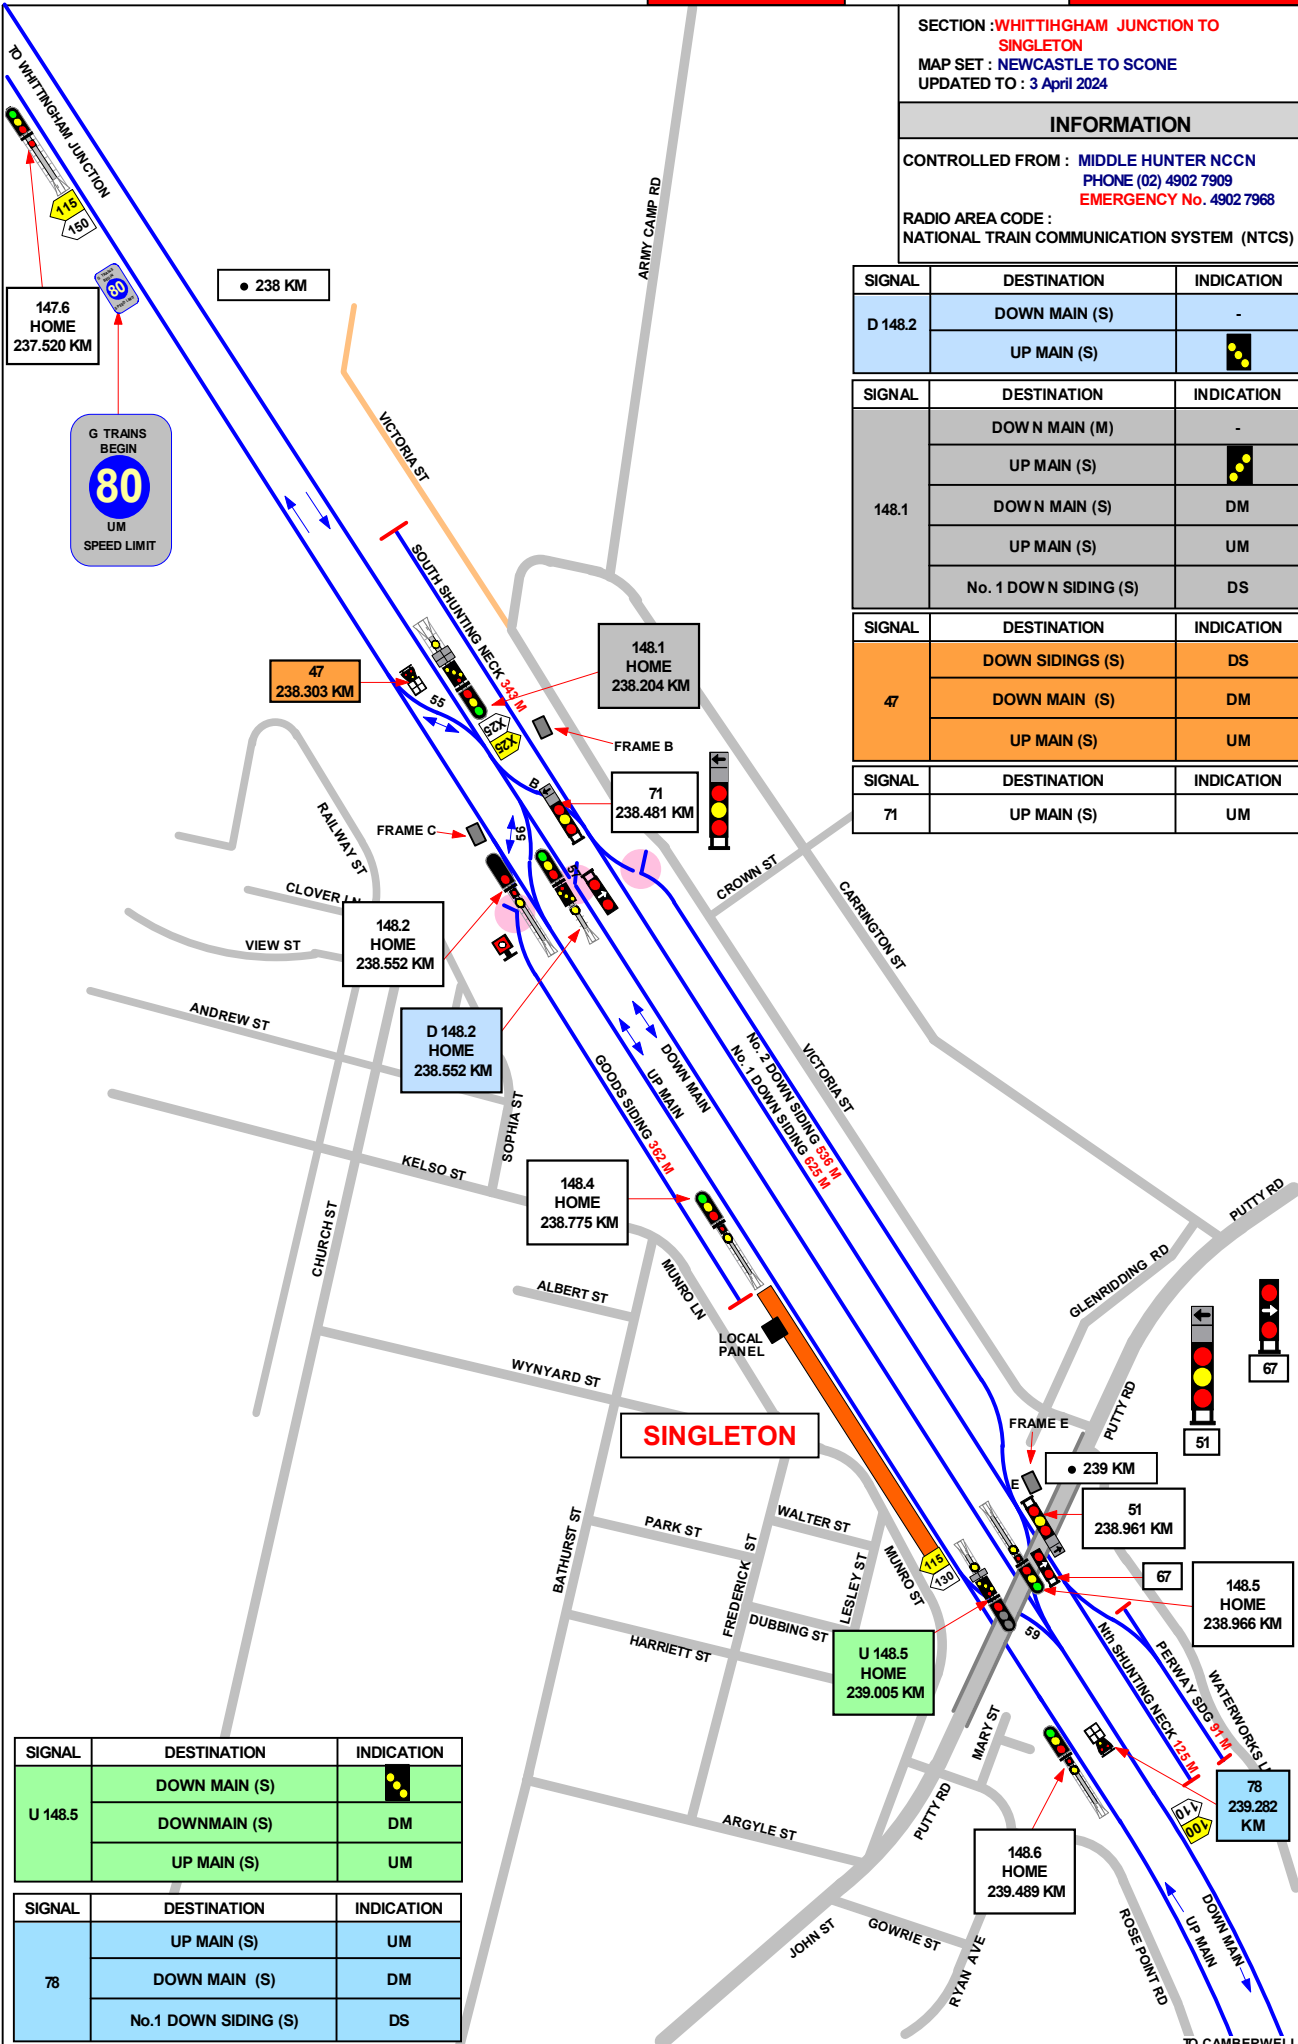 SECTION : WHITTIHGHAM JUNCTION TO
SINGLETON
MAP SET : NEWCASTLE TO SCONE
UPDATED TO : 3 April 2024
INFORMATION
CONTROLLED FROM : MIDDLE HUNTER NCCN
PHONE (02) 4902 7909
EMERGENCY No. 4902 7968
RADIO AREA CODE :
NATIONAL TRAIN COMMUNICATION SYSTEM (NTCS)
SIGNAL DESTINATION INDICATION
D 148.2
DOWN MAIN (S) -
UP MAIN (S)
SIGNAL DESTINATION INDICATION
148.1
DOWN MAIN (M) -
UP MAIN (S)
DOWN MAIN (S) DM
UP MAIN (S) UM
No. 1 DOWN SIDING (S) DS
SIGNAL DESTINATION INDICATION
47
DOWN SIDINGS (S) DS
DOWN MAIN (S) DM
UP MAIN (S) UM
SIGNAL DESTINATION INDICATION
71 UP MAIN (S) UM
TO WHITTINGHAM JUNCTION
115
150
147.6
HOME
237.520 KM
80
• 238 KM
G TRAINS
BEGIN
80
UM
SPEED LIMIT
ARMY CAMP RD
VICTORIA ST
SOUTH SHUNTING NECK 343 M
47
238.303 KM
55
148.1
HOME
238.204 KM
X25
X25
FRAME B
B
71
238.481 KM
FRAME C
56
57
RAILWAY ST
CLOVER LN
VIEW ST
ANDREW ST
148.2
HOME
238.552 KM
D 148.2
HOME
238.552 KM
CROWN ST
CARRINGTON ST
VICTORIA ST
KELSO ST
SOPHIA ST
CHURCH ST
GOODS SIDING 362 M
UP MAIN
DOWN MAIN
No. 1 DOWN SIDING 625 M
No. 2 DOWN SIDING 536 M
148.4
HOME
238.775 KM
MUNRO LN
ALBERT ST
WYNYARD ST
LOCAL
PANEL
SINGLETON
PUTTY RD
GLENRIDDING RD
PUTTY RD
67
51
FRAME E
E
• 239 KM
51
238.961 KM
67
148.5
HOME
238.966 KM
BATHURST ST
PARK ST
FREDERICK ST
WALTER ST
LESLEY ST
MUNRO ST
DUBBING ST
HARRIETT ST
115
130
U 148.5
HOME
239.005 KM
59
Nth SHUNTING NECK 125 M
PERWAY SDG 91 M
WATERWORKS L
78
239.282
KM
110
100
MARY ST
PUTTY RD
ARGYLE ST
148.6
HOME
239.489 KM
JOHN ST
GOWRIE ST
RYAN AVE
ROSE POINT RD
UP MAIN
DOWN MAIN
TO CAMBERWELL
SIGNAL DESTINATION INDICATION
U 148.5
DOWN MAIN (S)
DOWNMAIN (S) DM
UP MAIN (S) UM
SIGNAL DESTINATION INDICATION
78
UP MAIN (S) UM
DOWN MAIN (S) DM
No.1 DOWN SIDING (S) DS